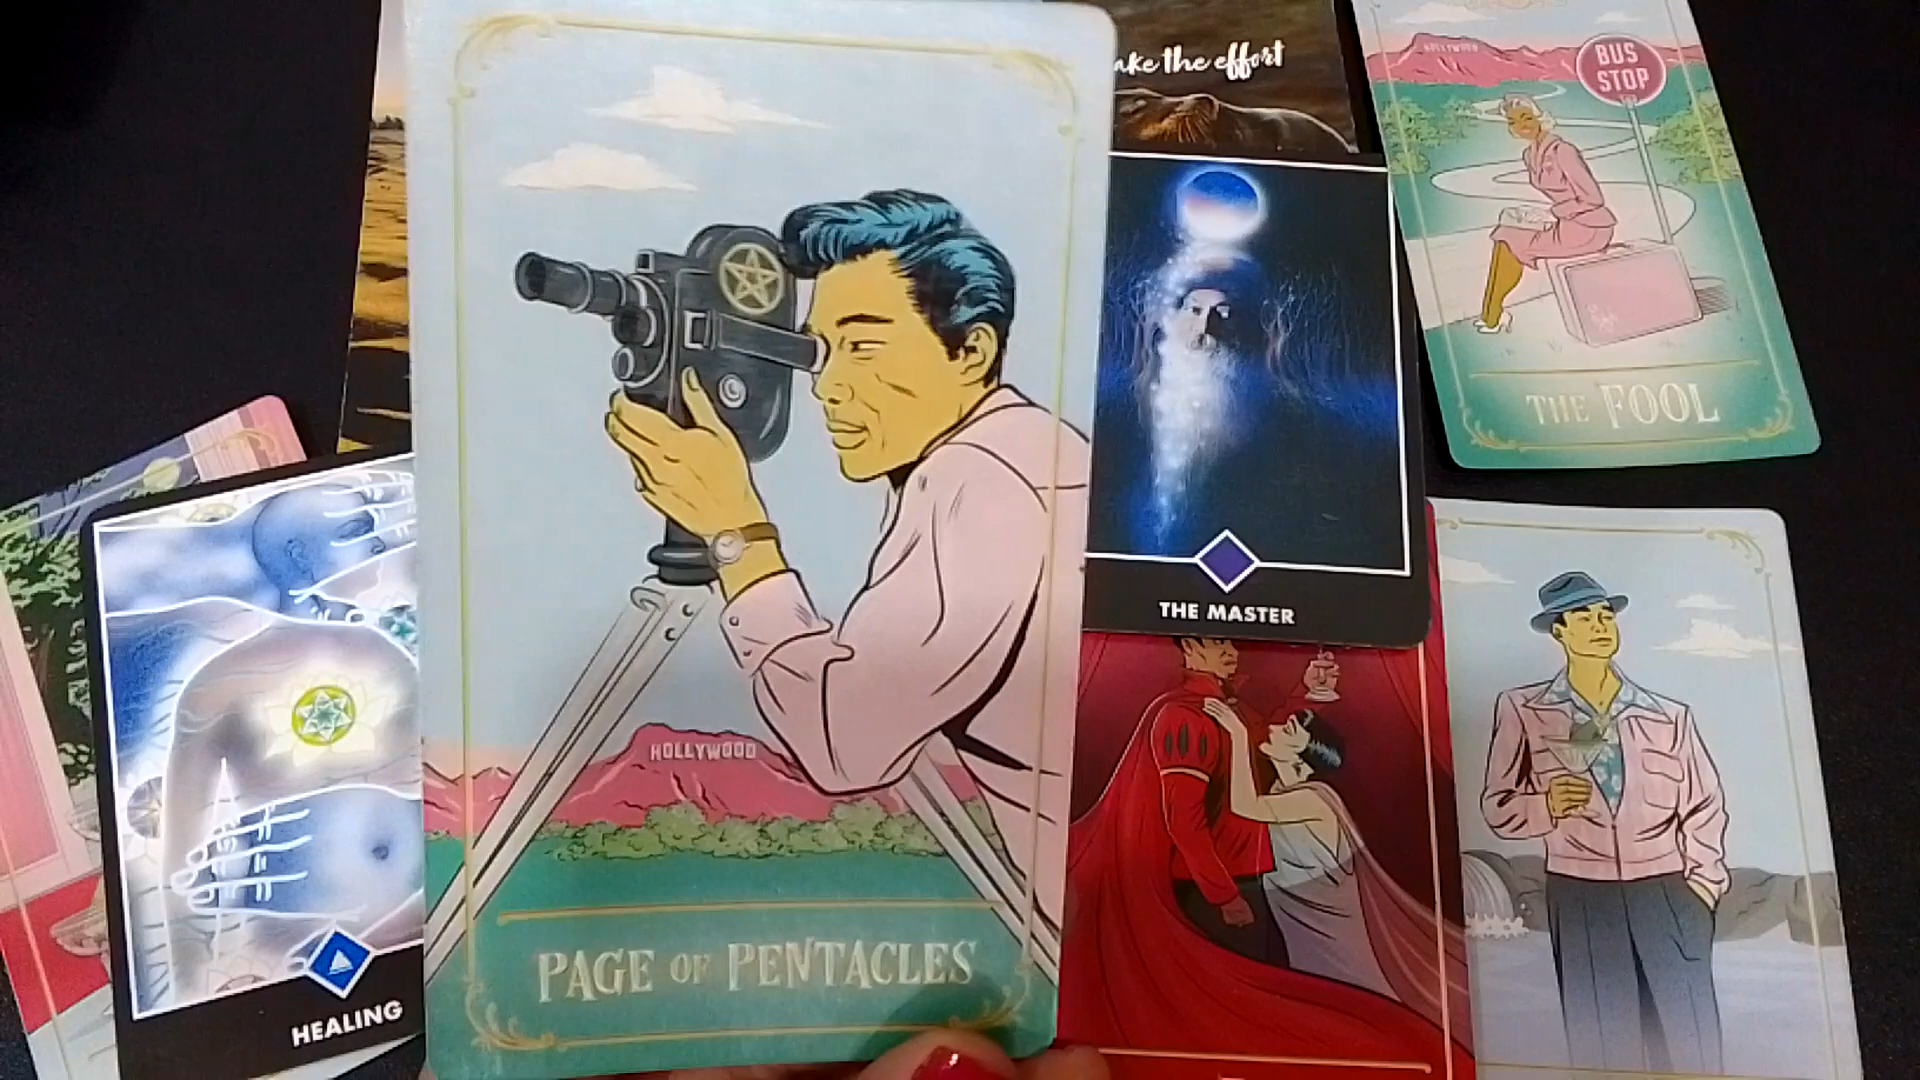 ake the effort
HOLLYWOOD
BUS
STOP
THE FOOL
THE MASTER
HOLLYWOOD
PAGE OF PENTACLES
HEALING